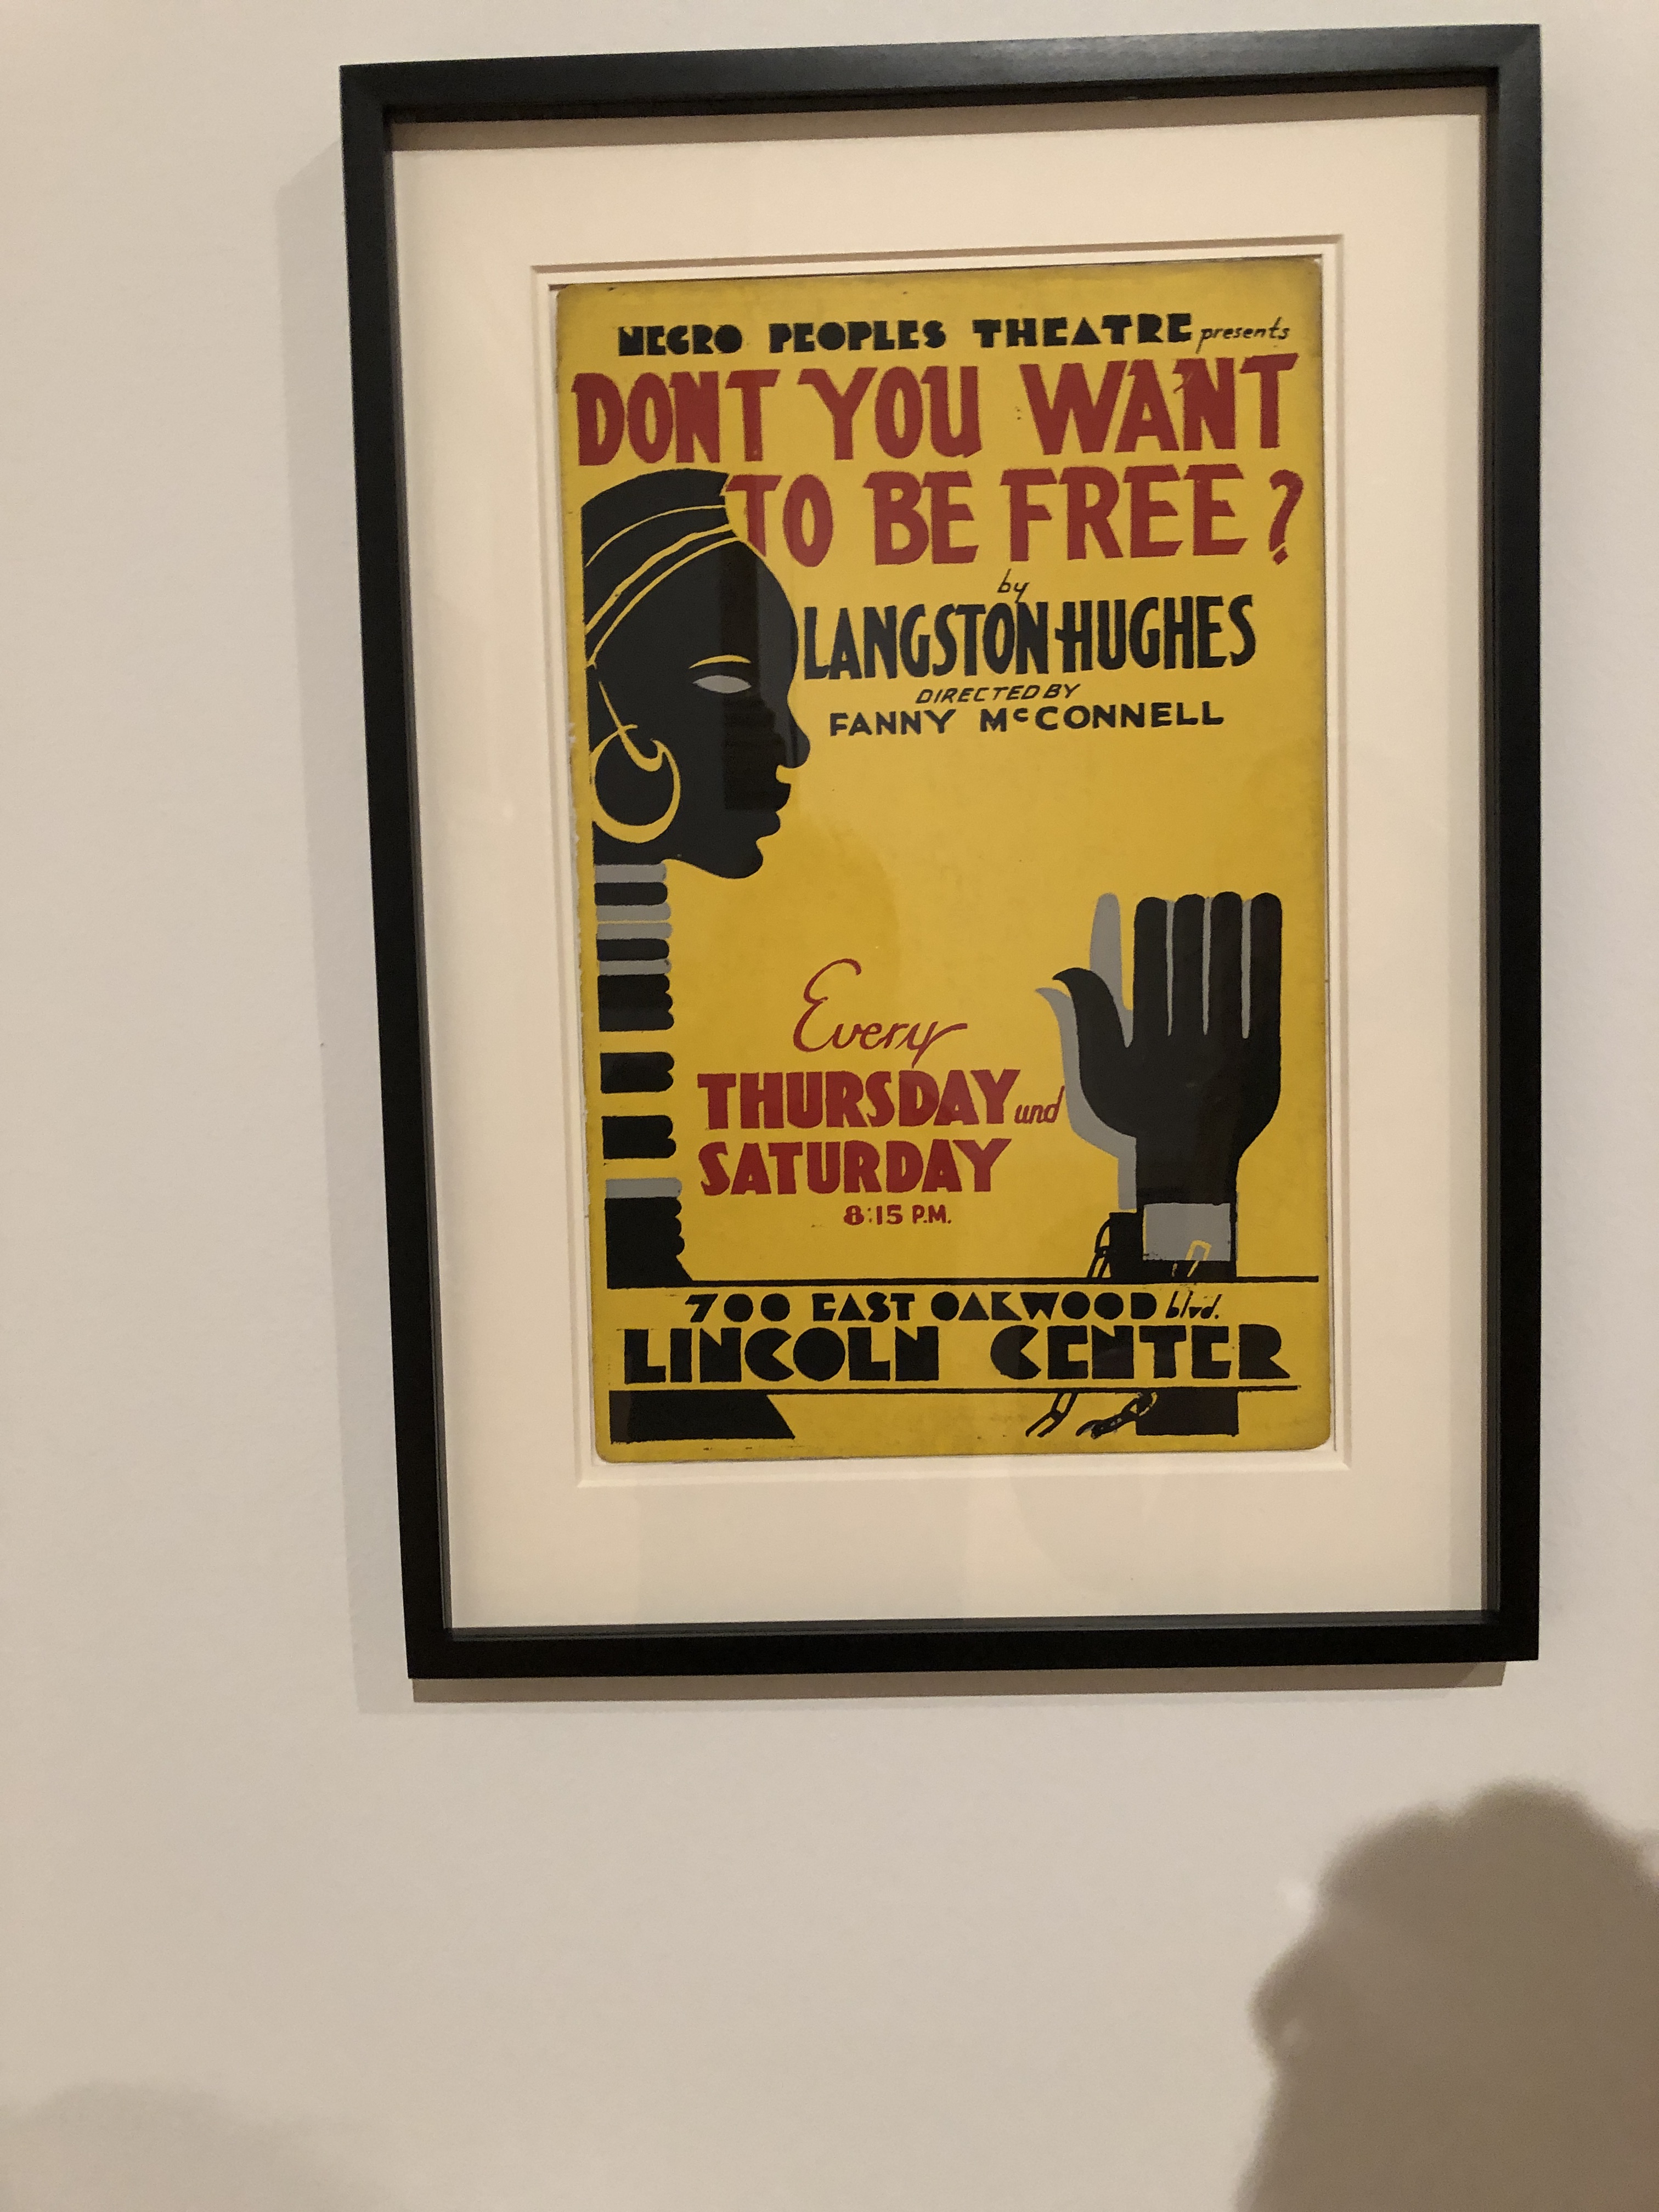 NEGRO PEOPLES THEATRE presents
DONT YOU WANT
TO BE FREE?
by
LANGSTON HUGHES
DIRECTED BY
FANNY McCONNELL
Every
THURSDAY and
SATURDAY
8:15 P.M.
700 EAST OAKWOOD blvd.
LINCOLN CENTER